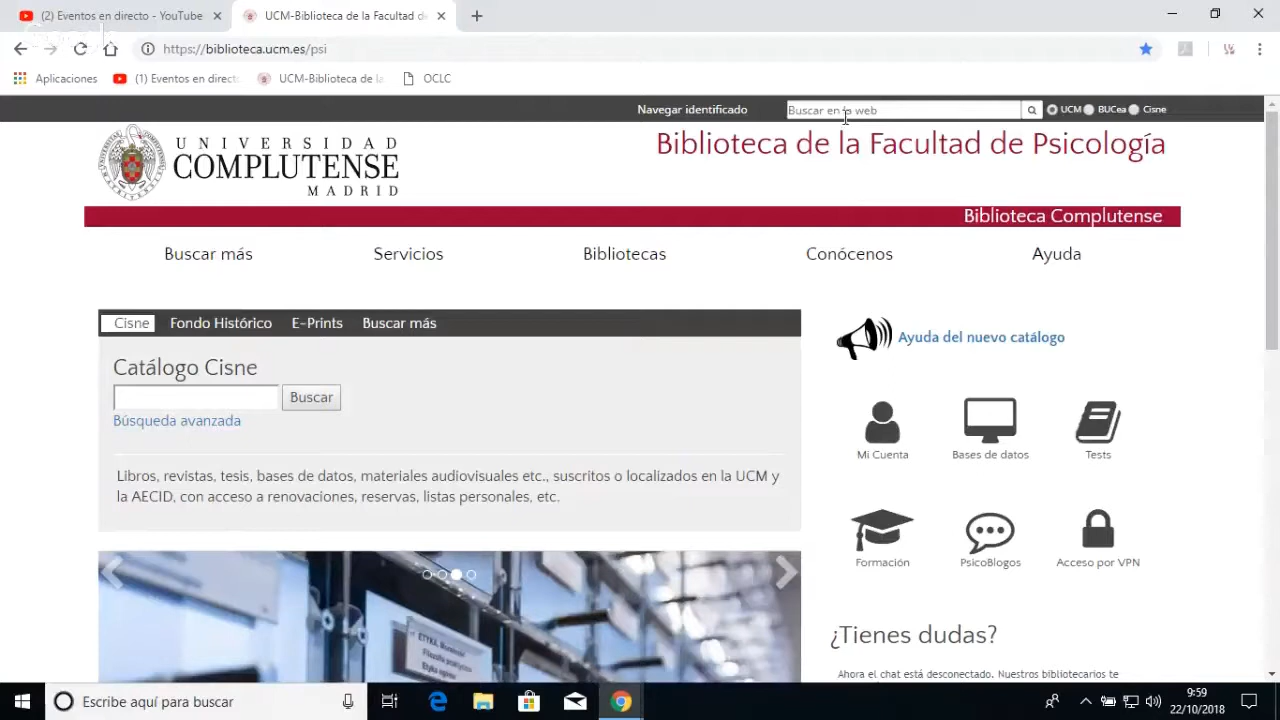 (2) Eventos en directo - YouTube
UCM-Biblioteca de la Facultad de
https://biblioteca.ucm.es/psi
Aplicaciones
(1) Eventos en direct
UCM-Biblioteca de la
OCLC
Navegar identificado
Buscar en la web
UCM
BUCea
Cisne
UNIVERSIDAD
COMPLUTENSE
MADRID
Biblioteca de la Facultad de Psicología
Biblioteca Complutense
Buscar más
Servicios
Bibliotecas
Conócenos
Ayuda
Cisne
Fondo Histórico
E-Prints
Buscar más
Catálogo Cisne
Buscar
Búsqueda avanzada
Libros, revistas, tesis, bases de datos, materiales audiovisuales etc., suscritos o localizados en la UCM y
la AECID, con acceso a renovaciones, reservas, listas personales, etc.
Ayuda del nuevo catálogo
Mi Cuenta
Bases de datos
Tests
Formación
PsicoBlogos
Acceso por VPN
¿Tienes dudas?
Ahora el chat está desconectado. Nuestros bibliotecarios te
Escribe aquí para buscar
9:59
22/10/2018